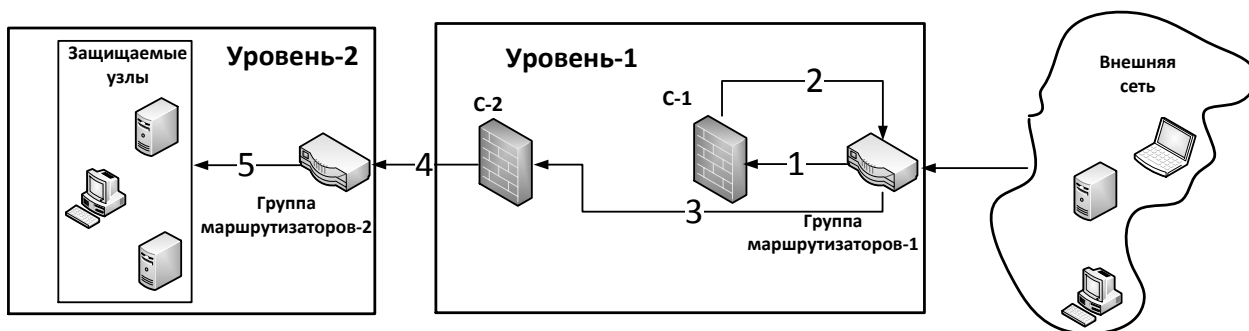 Защищаемые
узлы
Уровень-2
5
Группа
маршрутизаторов-2
4
Уровень-1
С-2
С-1
2
1
3
Группа
маршрутизаторов-1
Внешняя
сеть